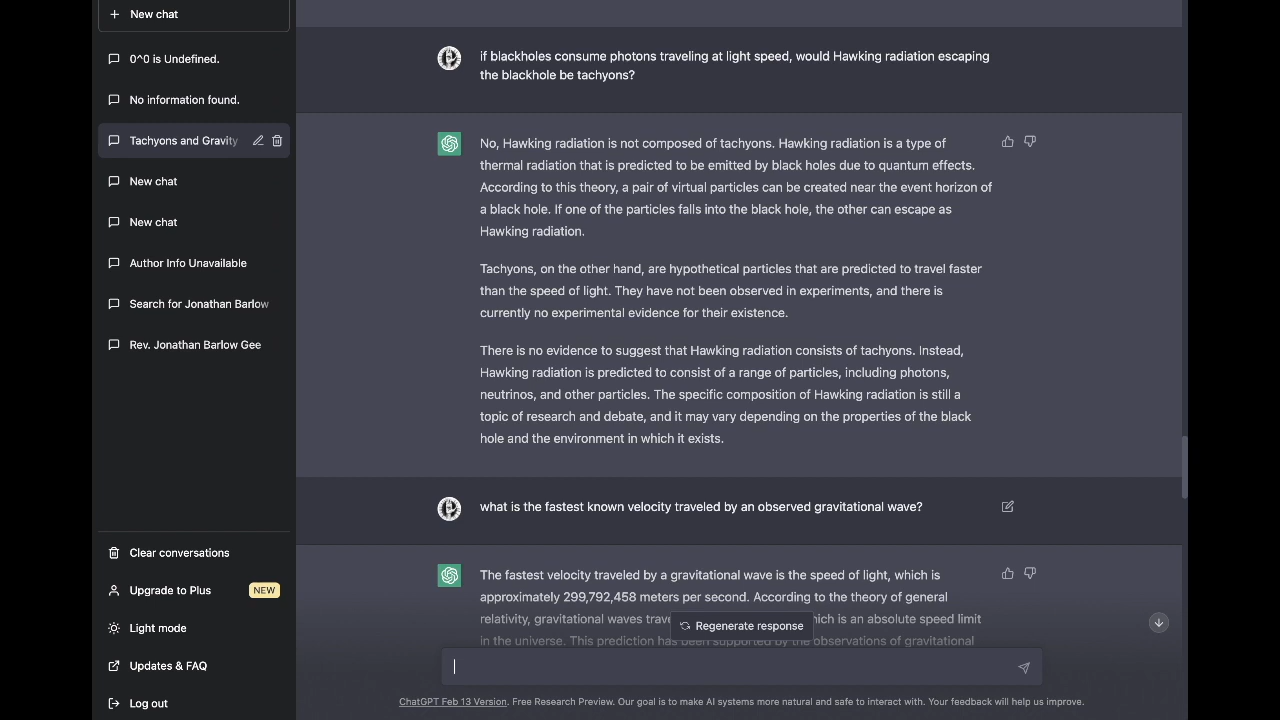 New chat
0^0 is Undefined.
No information found.
Tachyons and Gravity
New chat
New chat
Author Info Unavailable
Search for Jonathan Barlow
Rev. Jonathan Barlow Gee
Clear conversations
Upgrade to Plus NEW
Light mode
Updates & FAQ
Log out
if blackholes consume photons traveling at light speed, would Hawking radiation escaping
the blackhole be tachyons?
No, Hawking radiation is not composed of tachyons. Hawking radiation is a type of
thermal radiation that is predicted to be emitted by black holes due to quantum effects.
According to this theory, a pair of virtual particles can be created near the event horizon of
a black hole. If one of the particles falls into the black hole, the other can escape as
Hawking radiation.
Tachyons, on the other hand, are hypothetical particles that are predicted to travel faster
than the speed of light. They have not been observed in experiments, and there is
currently no experimental evidence for their existence.
There is no evidence to suggest that Hawking radiation consists of tachyons. Instead,
Hawking radiation is predicted to consist of a range of particles, including photons,
neutrinos, and other particles. The specific composition of Hawking radiation is still a
topic of research and debate, and it may vary depending on the properties of the black
hole and the environment in which it exists.
what is the fastest known velocity traveled by an observed gravitational wave?
The fastest velocity traveled by a gravitational wave is the speed of light, which is
approximately 299,792,458 meters per second. According to the theory of general
relativity, gravitational waves trave hich is an absolute speed limit
Regenerate response
in the universe. This prediction has been supported by the observations of gravitational
ChatGPT Feb 13 Version. Free Research Preview. Our goal is to make AI systems more natural and safe to interact with. Your feedback will help us improve.